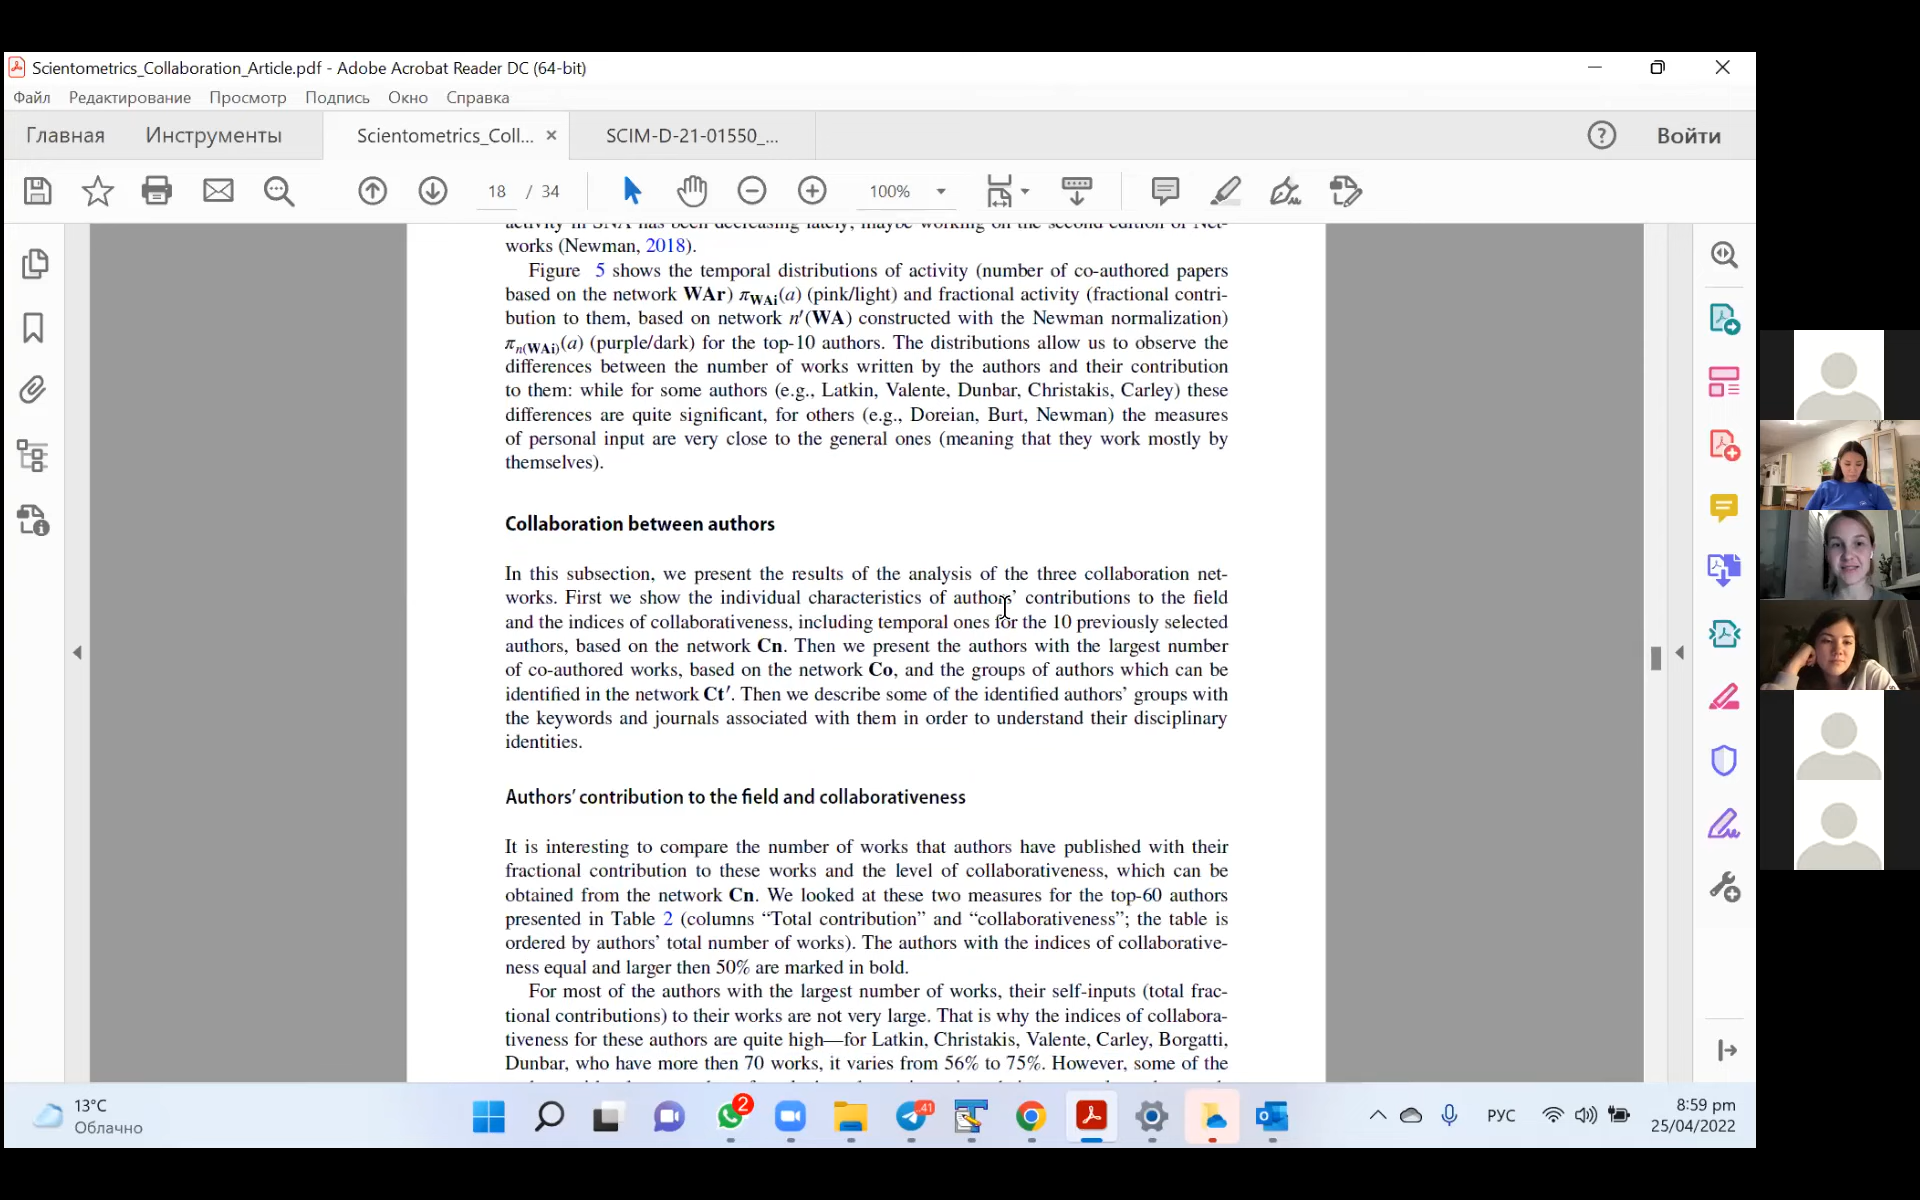 Scientometrics_Collaboration_Article.pdf - Adobe Acrobat Reader DC (64-bit)
Файл Редактирование Просмотр Подпись Окно Справка
Главная Инструменты Scientometrics_Coll... SCIM-D-21-01550_... Войти
18 / 34 100%
activity in SNA has been decreasing lately, maybe working on the second edition of Net-
works (Newman, 2018).
Figure 5 shows the temporal distributions of activity (number of co-authored papers
based on the network WAr) π_WAi(a) (pink/light) and fractional activity (fractional contri-
bution to them, based on network n′(WA) constructed with the Newman normalization)
π_n(WAi)(a) (purple/dark) for the top-10 authors. The distributions allow us to observe the
differences between the number of works written by the authors and their contribution
to them: while for some authors (e.g., Latkin, Valente, Dunbar, Christakis, Carley) these
differences are quite significant, for others (e.g., Doreian, Burt, Newman) the measures
of personal input are very close to the general ones (meaning that they work mostly by
themselves).
Collaboration between authors
In this subsection, we present the results of the analysis of the three collaboration net-
works. First we show the individual characteristics of authors’ contributions to the field
and the indices of collaborativeness, including temporal ones for the 10 previously selected
authors, based on the network Cn. Then we present the authors with the largest number
of co-authored works, based on the network Co, and the groups of authors which can be
identified in the network Ct′. Then we describe some of the identified authors’ groups with
the keywords and journals associated with them in order to understand their disciplinary
identities.
Authors’ contribution to the field and collaborativeness
It is interesting to compare the number of works that authors have published with their
fractional contribution to these works and the level of collaborativeness, which can be
obtained from the network Cn. We looked at these two measures for the top-60 authors
presented in Table 2 (columns “Total contribution” and “collaborativeness”; the table is
ordered by authors’ total number of works). The authors with the indices of collaborative-
ness equal and larger then 50% are marked in bold.
For most of the authors with the largest number of works, their self-inputs (total frac-
tional contributions) to their works are not very large. That is why the indices of collabora-
tiveness for these authors are quite high—for Latkin, Christakis, Valente, Carley, Borgatti,
Dunbar, who have more then 70 works, it varies from 56% to 75%. However, some of the
13°C
Облачно
2
41
РУС
8:59 pm
25/04/2022